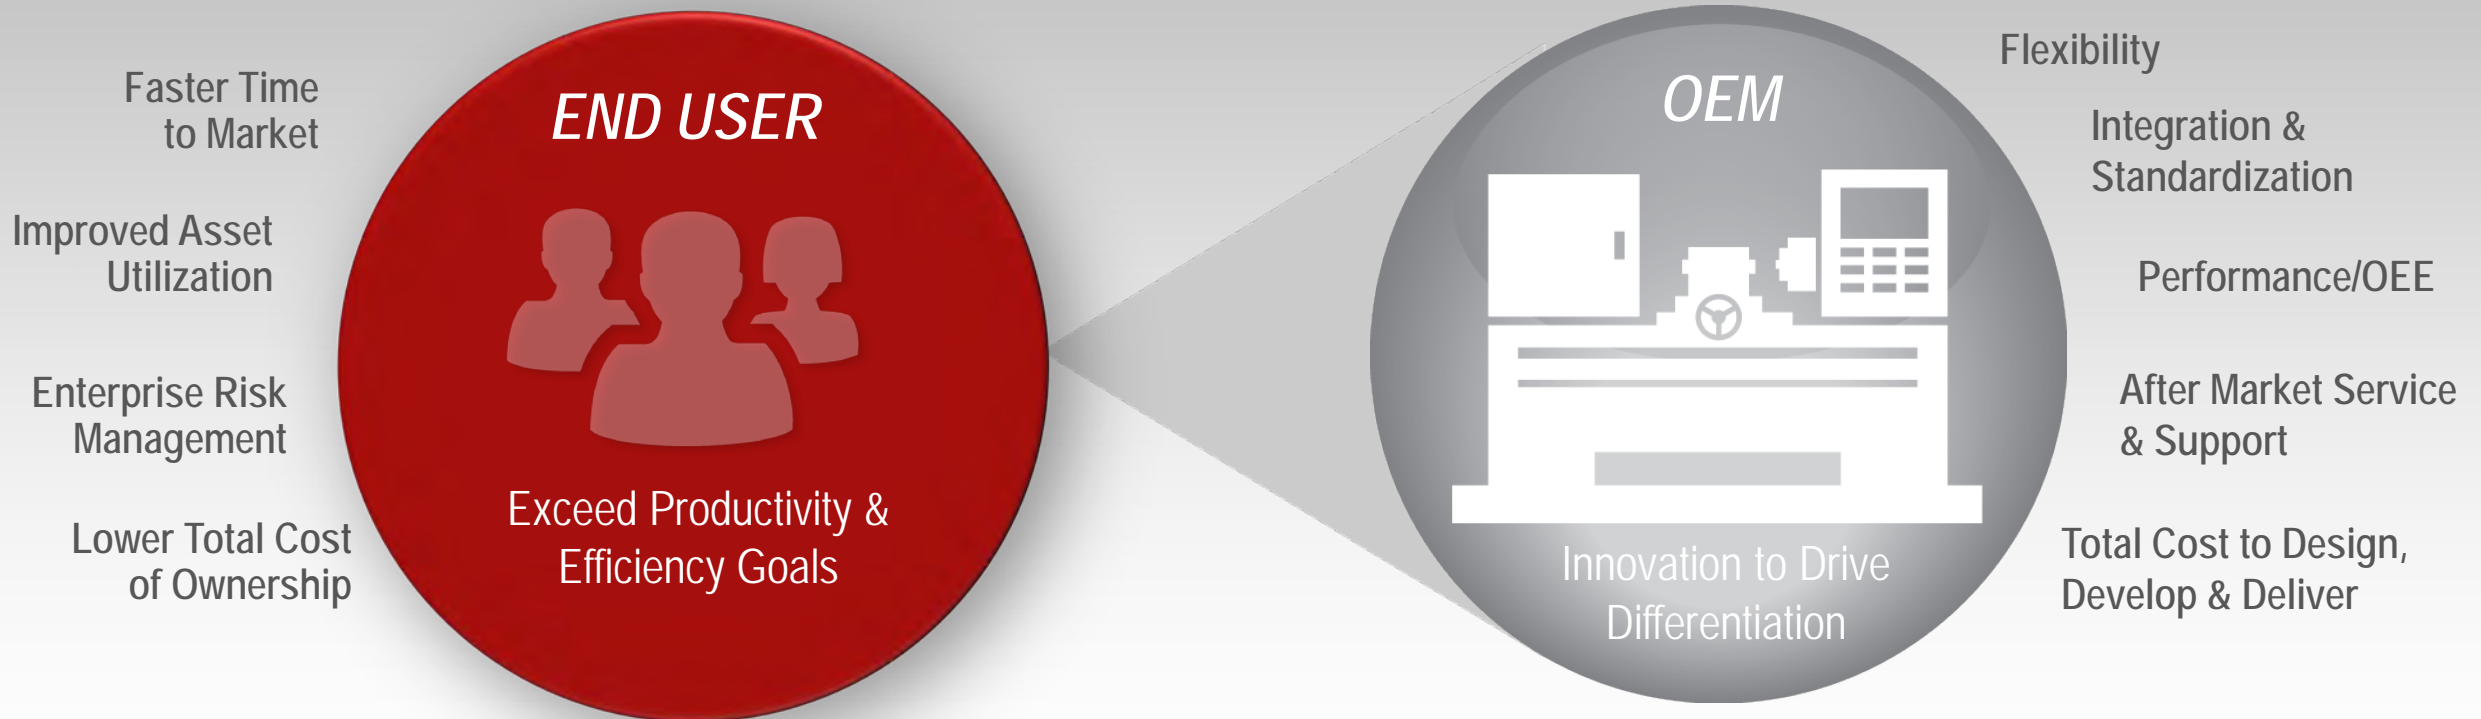 Faster Time
to Market
Improved Asset
Utilization
Enterprise Risk
Management
Lower Total Cost
of Ownership
END USER
Exceed Productivity &
Efficiency Goals
OEM
Innovation to Drive
Differentiation
Flexibility
Integration &
Standardization
Performance/OEE
After Market Service
& Support
Total Cost to Design,
Develop & Deliver